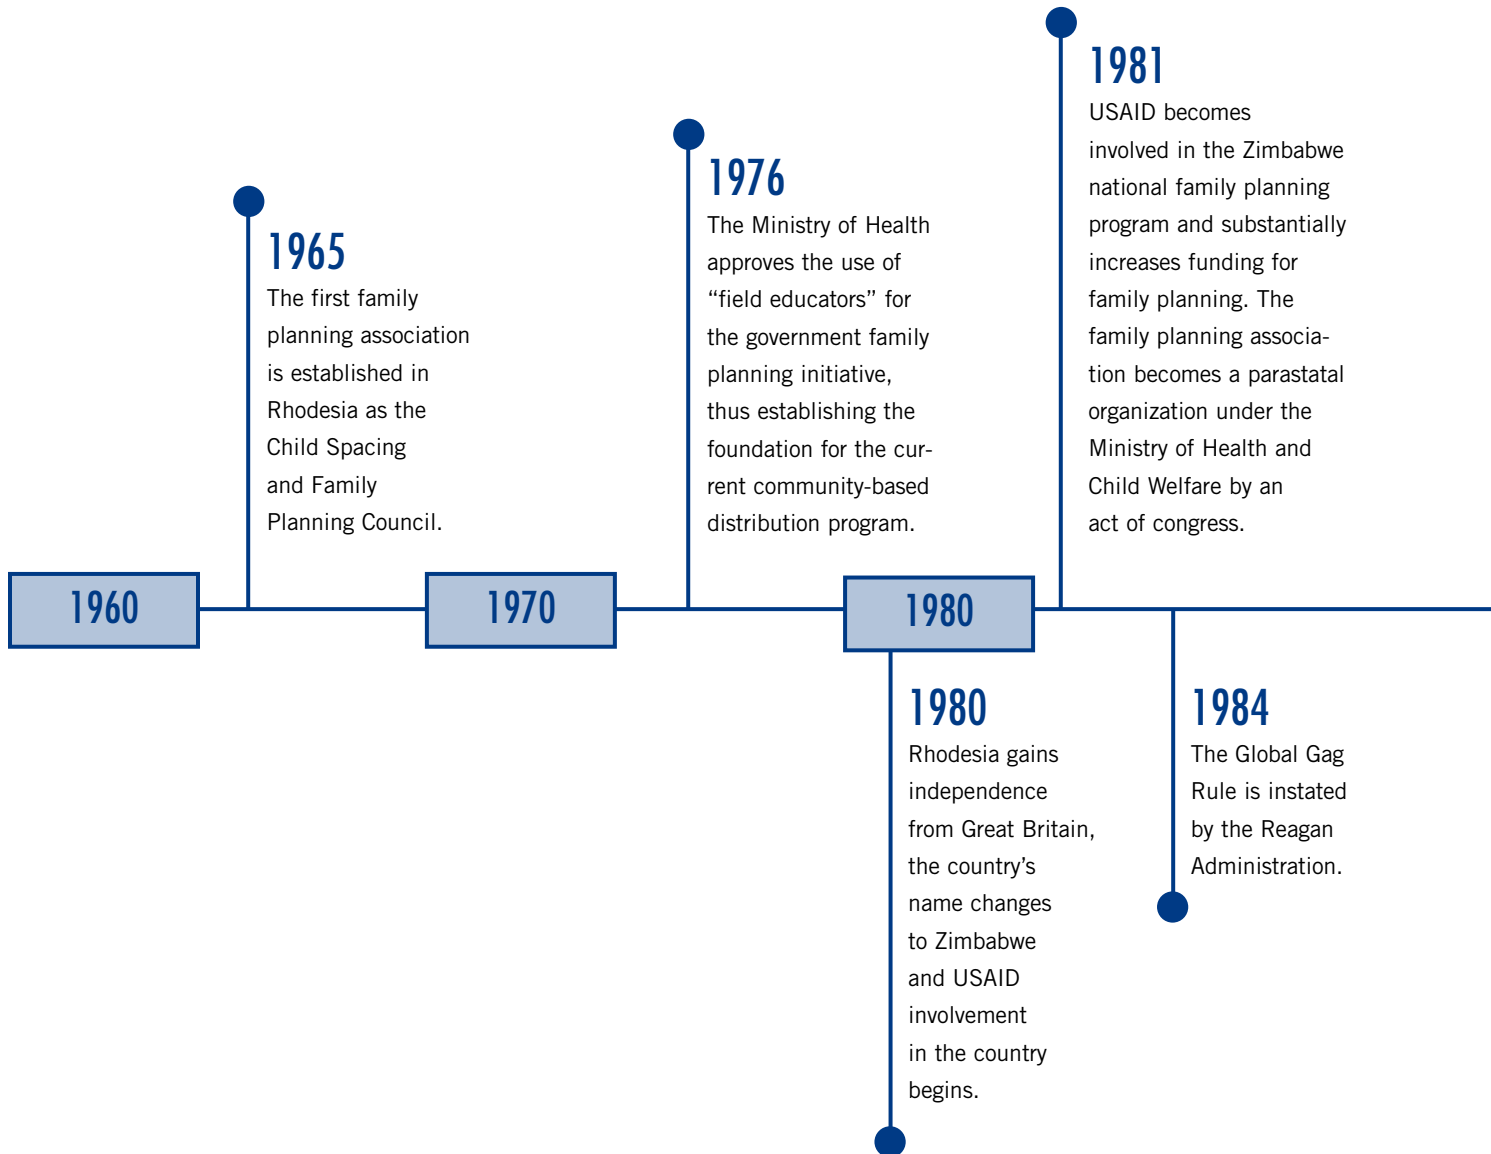 1965
The first family
planning association
is established in
Rhodesia as the
Child Spacing
and Family
Planning Council.
1976
The Ministry of Health
approves the use of
“field educators” for
the government family
planning initiative,
thus establishing the
foundation for the cur-
rent community-based
distribution program.
1981
USAID becomes
involved in the Zimbabwe
national family planning
program and substantially
increases funding for
family planning. The
family planning associa-
tion becomes a parastatal
organization under the
Ministry of Health and
Child Welfare by an
act of congress.
1960
1970
1980
1980
Rhodesia gains
independence
from Great Britain,
the country’s
name changes
to Zimbabwe
and USAID
involvement
in the country
begins.
1984
The Global Gag
Rule is instated
by the Reagan
Administration.